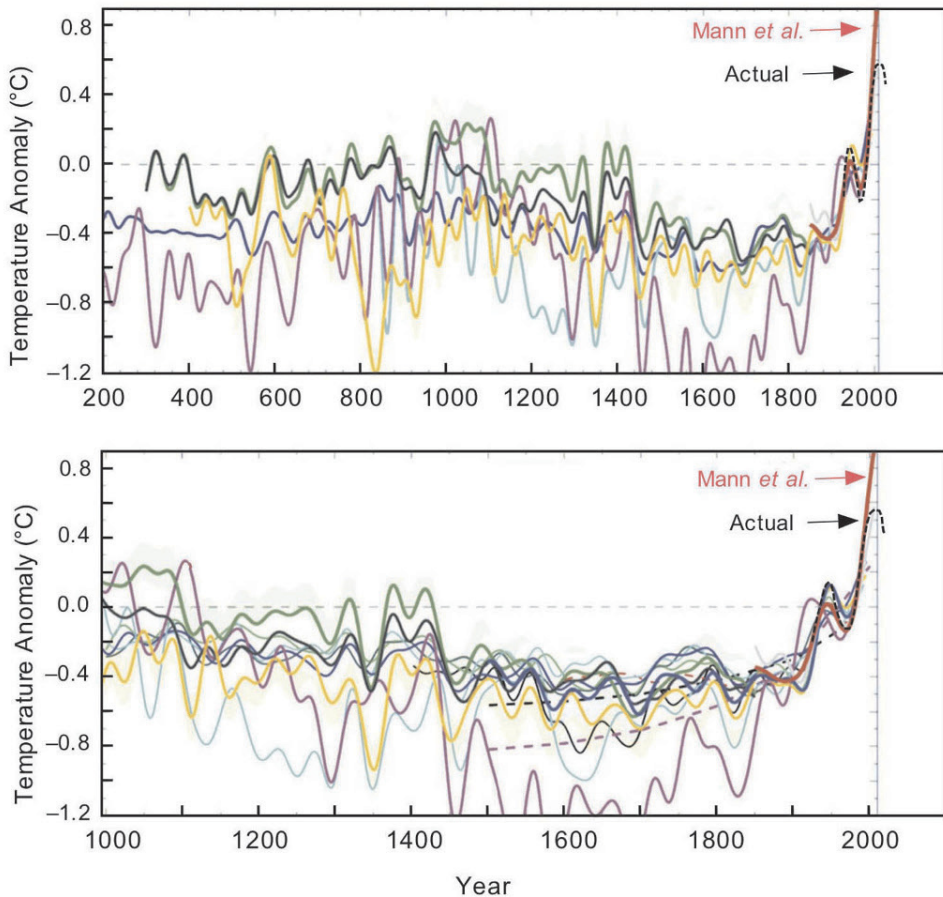 0.8
0.4
0.0
−0.4
−0.8
−1.2
Temperature Anomaly (°C)
Mann et al.
Actual
200 400 600 800 1000 1200 1400 1600 1800 2000
0.8
0.4
0.0
−0.4
−0.8
−1.2
Temperature Anomaly (°C)
Mann et al.
Actual
1000 1200 1400 1600 1800 2000
Year